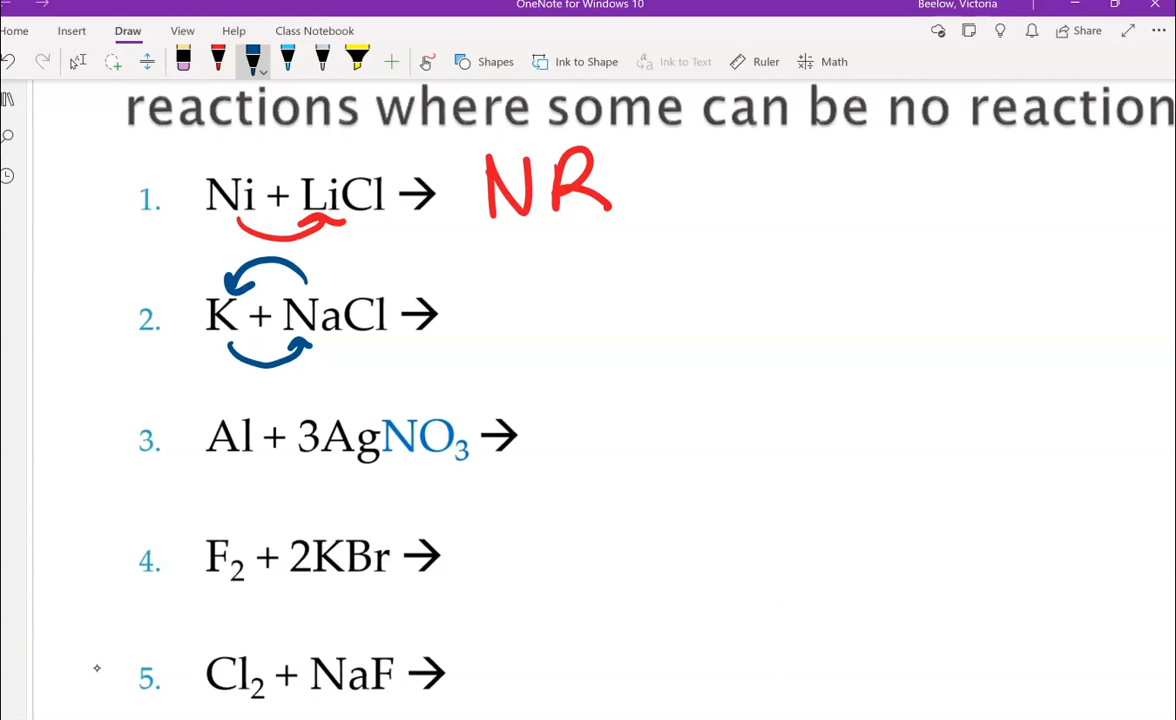 OneNote for Windows 10
Beelow, Victoria
Home Insert Draw View Help Class Notebook Share
Shapes Ink to Shape Ink to Text Ruler Math
reactions where some can be no reaction
1. Ni + LiCl → NR
2. K + NaCl →
3. Al + 3AgNO₃ →
4. F₂ + 2KBr →
5. Cl₂ + NaF →